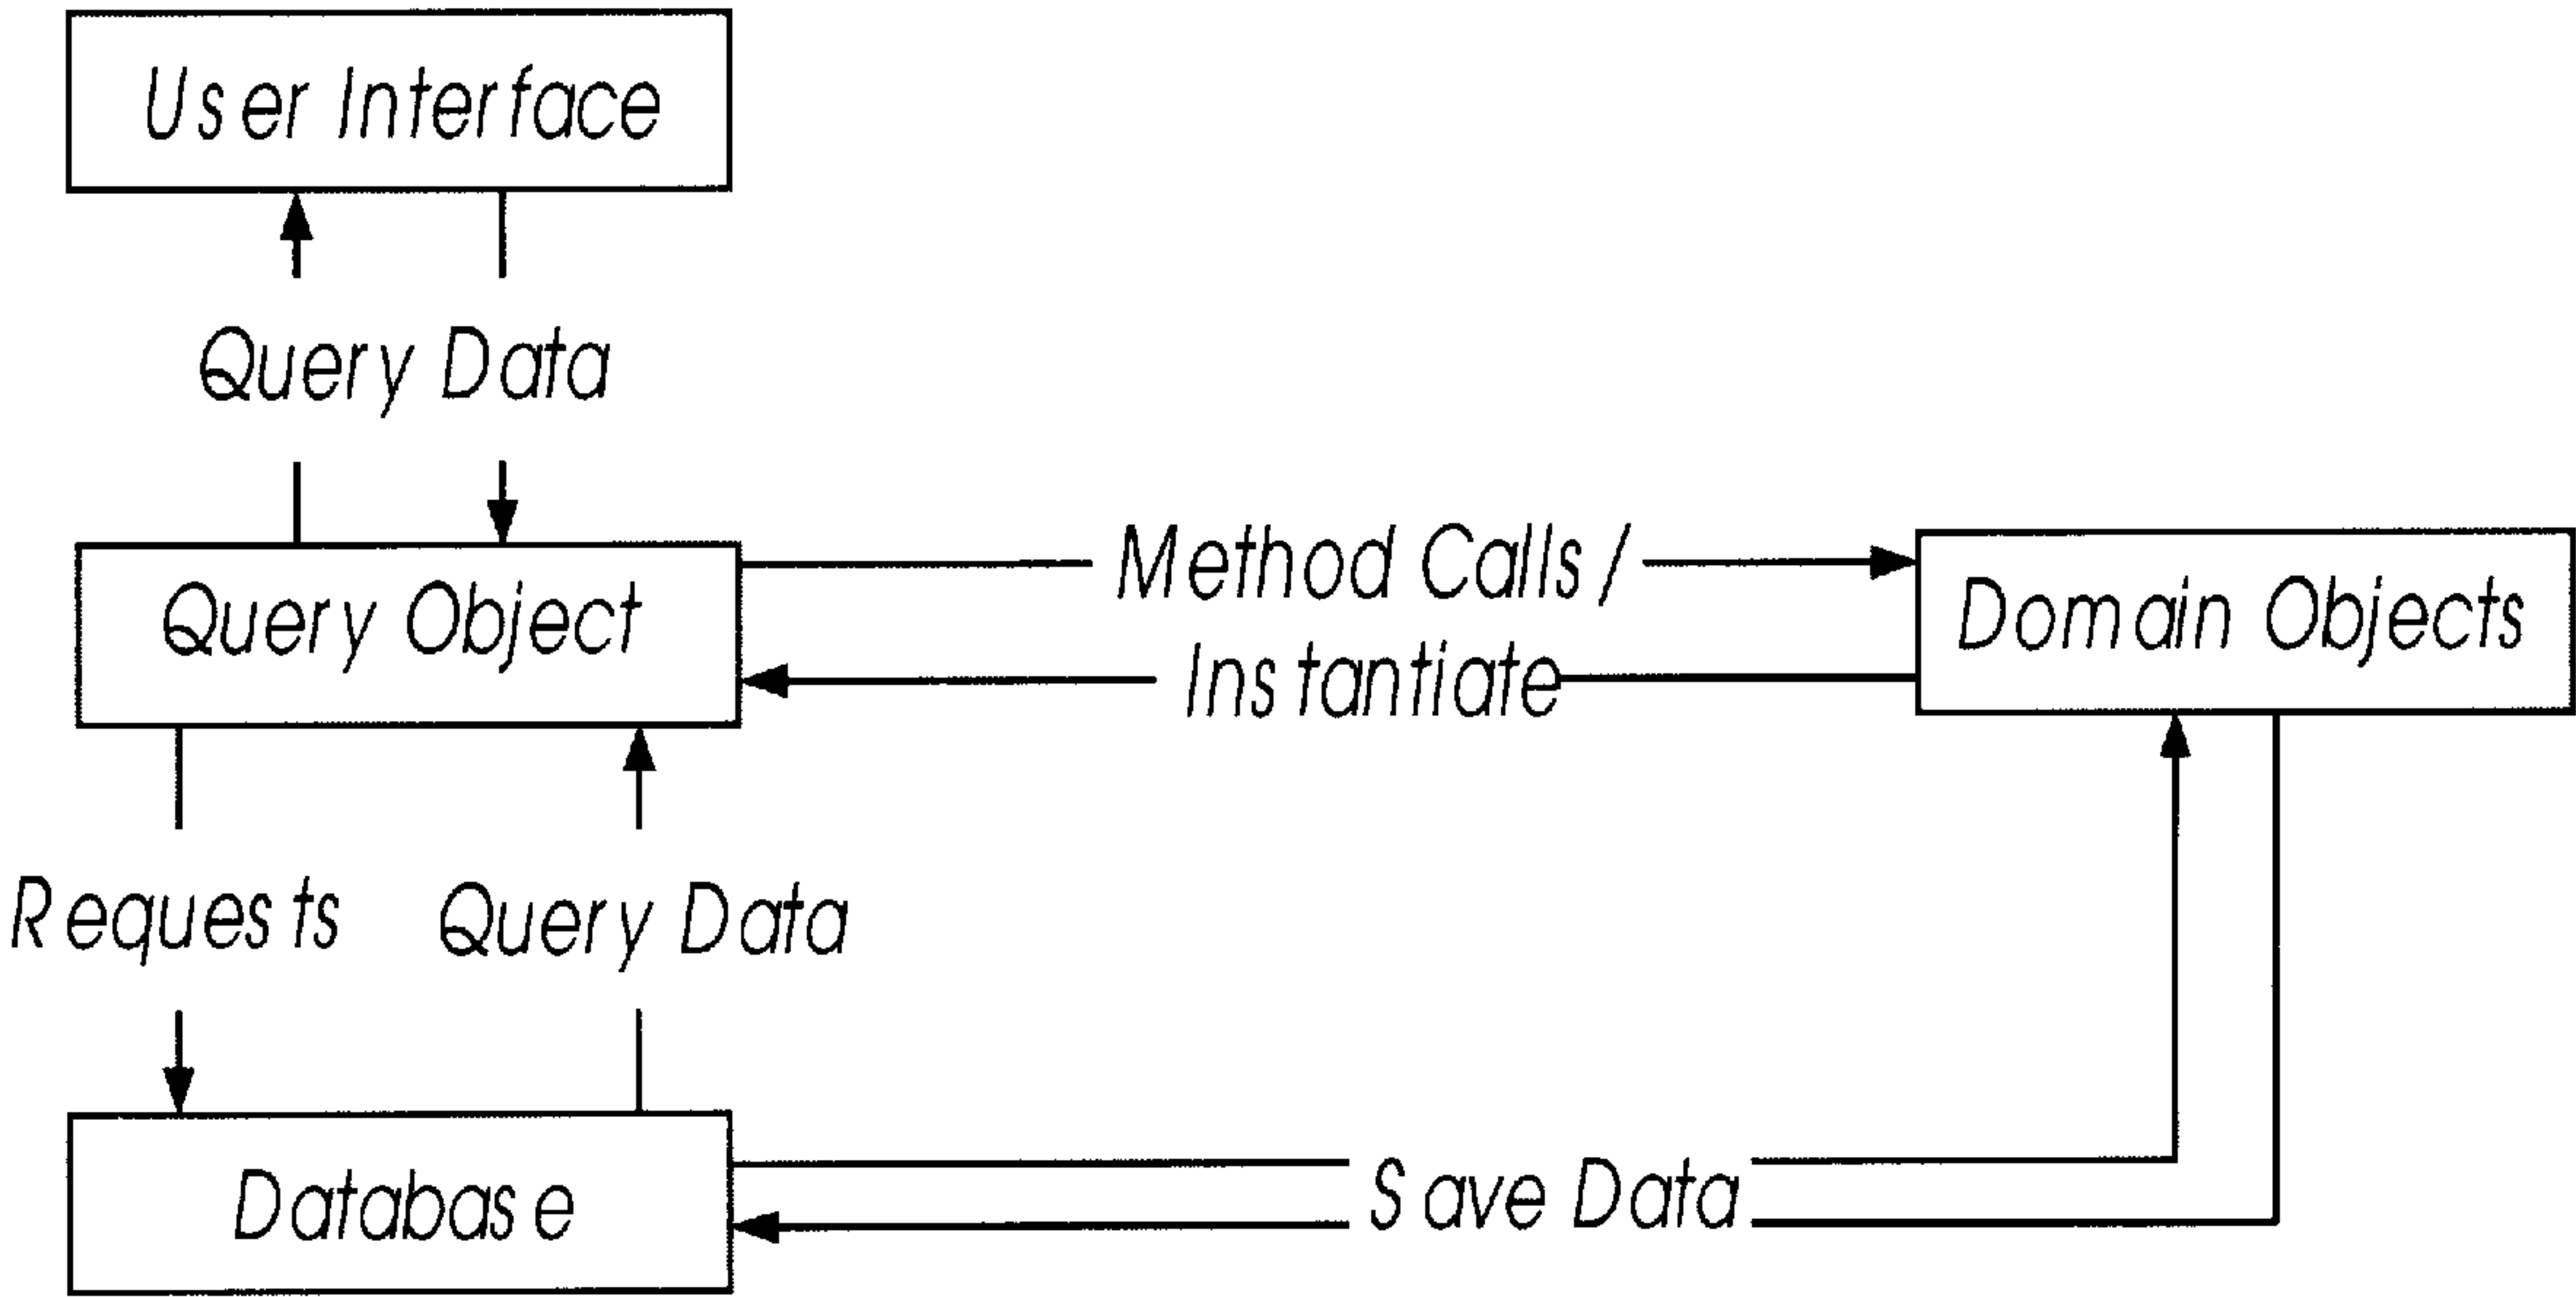 User Interface
Query Data
Query Object
Method Calls /
Instantiate
Domain Objects
Requests
Query Data
Database
Save Data